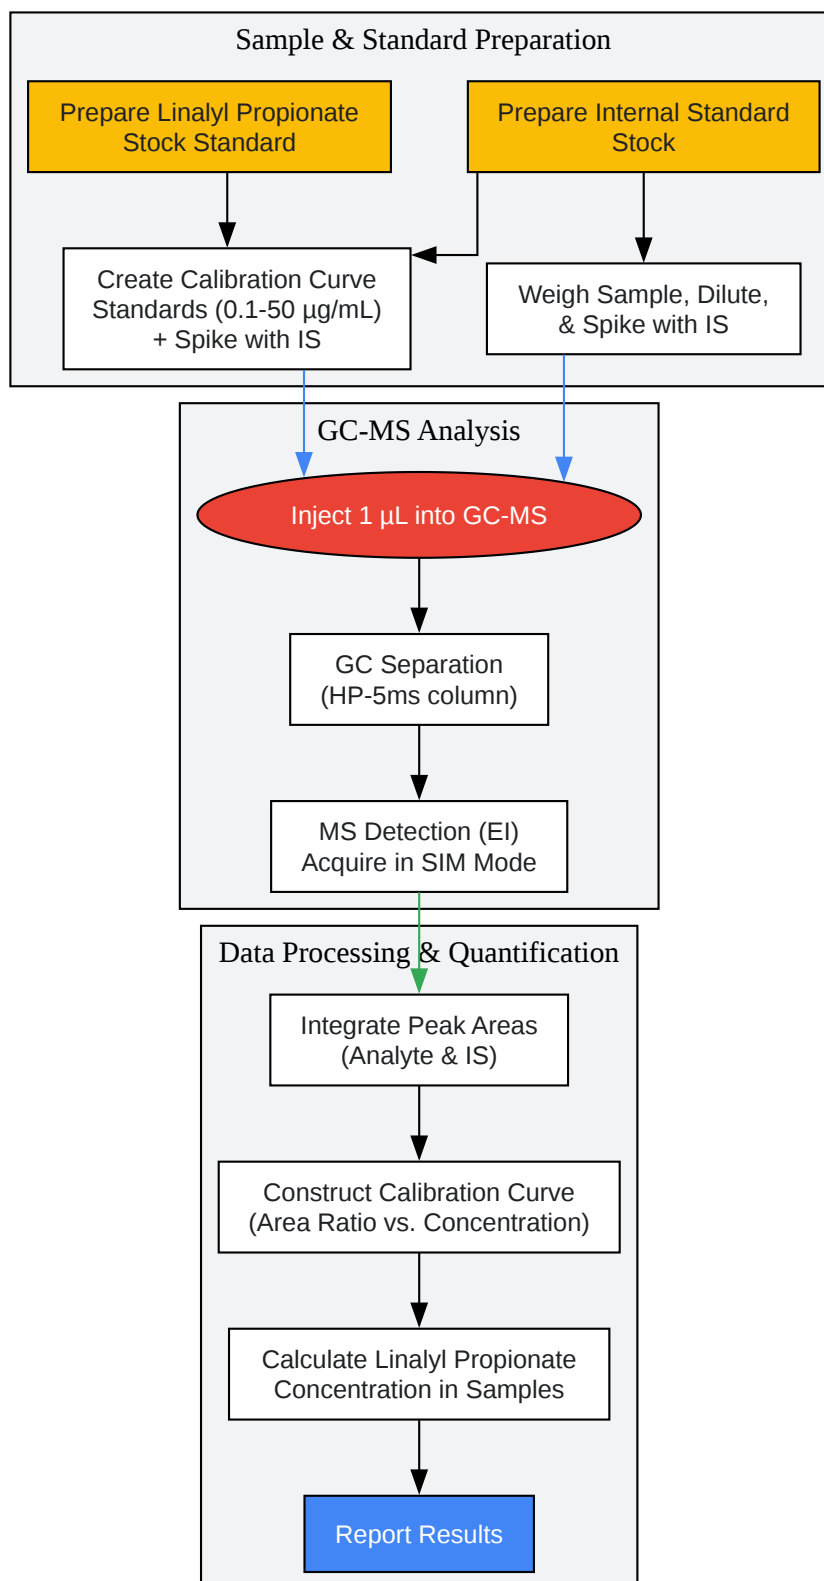 Sample & Standard Preparation
Prepare Linalyl Propionate
Stock Standard
Prepare Internal Standard
Stock
Create Calibration Curve
Standards (0.1-50 µg/mL)
+ Spike with IS
Weigh Sample, Dilute,
& Spike with IS
GC-MS Analysis
Inject 1 µL into GC-MS
GC Separation
(HP-5ms column)
MS Detection (EI)
Acquire in SIM Mode
Data Processing & Quantification
Integrate Peak Areas
(Analyte & IS)
Construct Calibration Curve
(Area Ratio vs. Concentration)
Calculate Linalyl Propionate
Concentration in Samples
Report Results